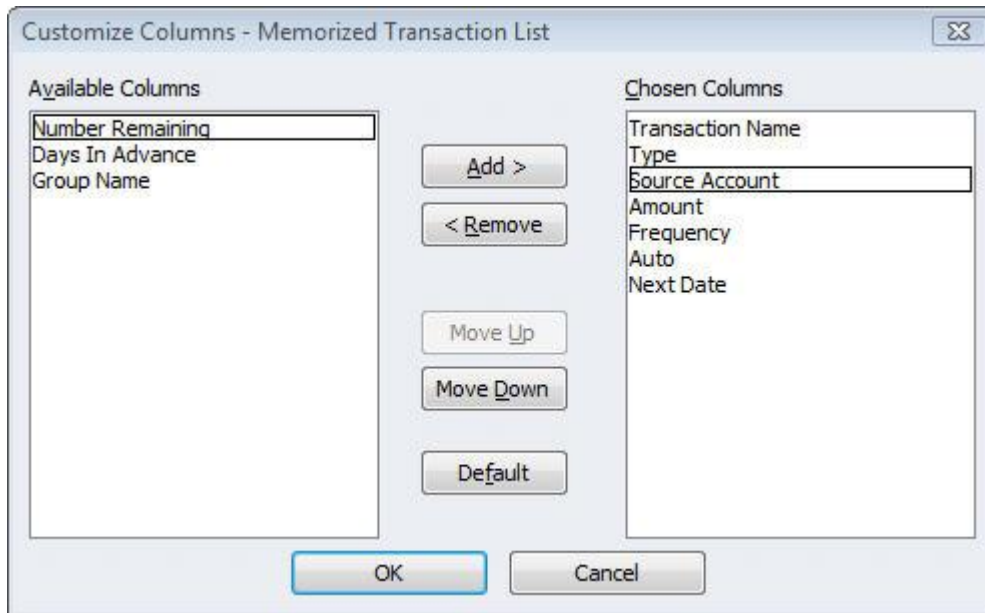 Customize Columns - Memorized Transaction List
Available Columns
Number Remaining
Days In Advance
Group Name
Add >
< Remove
Move Up
Move Down
Default
Chosen Columns
Transaction Name
Type
Source Account
Amount
Frequency
Auto
Next Date
OK
Cancel